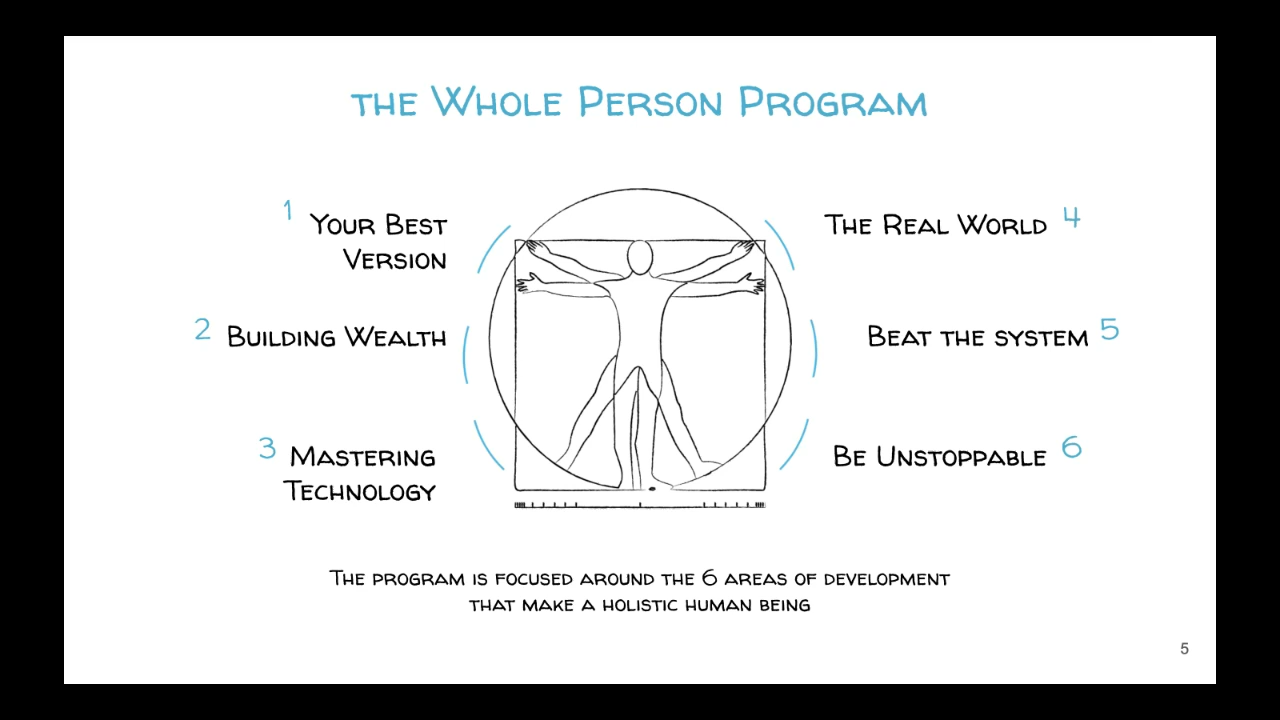 the Whole Person Program
1
Your Best
Version
2 Building Wealth
3 Mastering
Technology
The Real World 4
Beat the system 5
Be Unstoppable 6
The program is focused around the 6 areas of development
that make a holistic human being
5